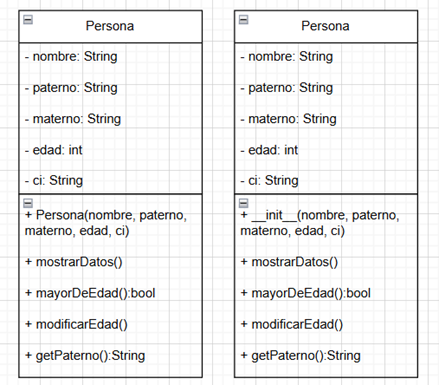 Persona
- nombre: String
- paterno: String
- materno: String
- edad: int
- ci: String
+ Persona(nombre, paterno,
materno, edad, ci)
+ mostrarDatos()
+ mayorDeEdad():bool
+ modificarEdad()
+ getPaterno():String
Persona
- nombre: String
- paterno: String
- materno: String
- edad: int
- ci: String
+ __init__(nombre, paterno,
materno, edad, ci)
+ mostrarDatos()
+ mayorDeEdad():bool
+ modificarEdad()
+ getPaterno():String